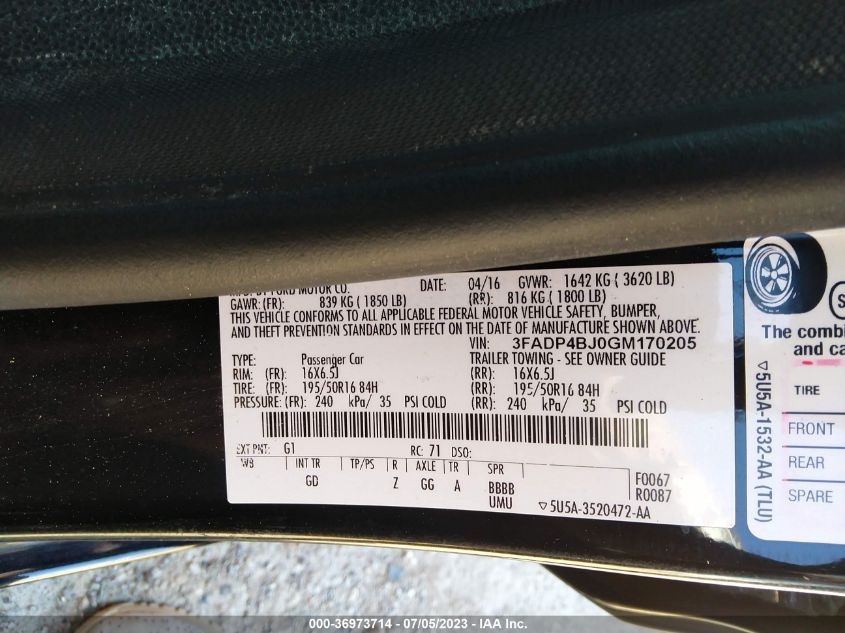 FORD MOTOR CO. DATE: 04/16 GVWR: 1642 KG ( 3620 LB)
GAWR: (FR): 839 KG ( 1850 LB) (RR): 816 KG ( 1800 LB)
THIS VEHICLE CONFORMS TO ALL APPLICABLE FEDERAL MOTOR VEHICLE SAFETY, BUMPER,
AND THEFT PREVENTION STANDARDS IN EFFECT ON THE DATE OF MANUFACTURE SHOWN ABOVE.
VIN: 3FADP4BJ0GM170205
TYPE: Passenger Car TRAILER TOWING - SEE OWNER GUIDE
RIM: (FR): 16X6.5J (RR): 16X6.5J
TIRE: (FR): 195/50R16 84H (RR): 195/50R16 84H
PRESSURE: (FR): 240 kPa/ 35 PSI COLD (RR): 240 kPa/ 35 PSI COLD
EXT PNT: G1 RC: 71 DSO:
WB INT TR TP/PS R AXLE TR SPR F0067
GD Z GG A BBBB R0087
UMU ▽5U5A-3520472-AA
▽5U5A-1532-AA (TLU)
The combi
and ca
TIRE
FRONT
REAR
SPARE
000-36973714 - 07/05/2023 - IAA Inc.